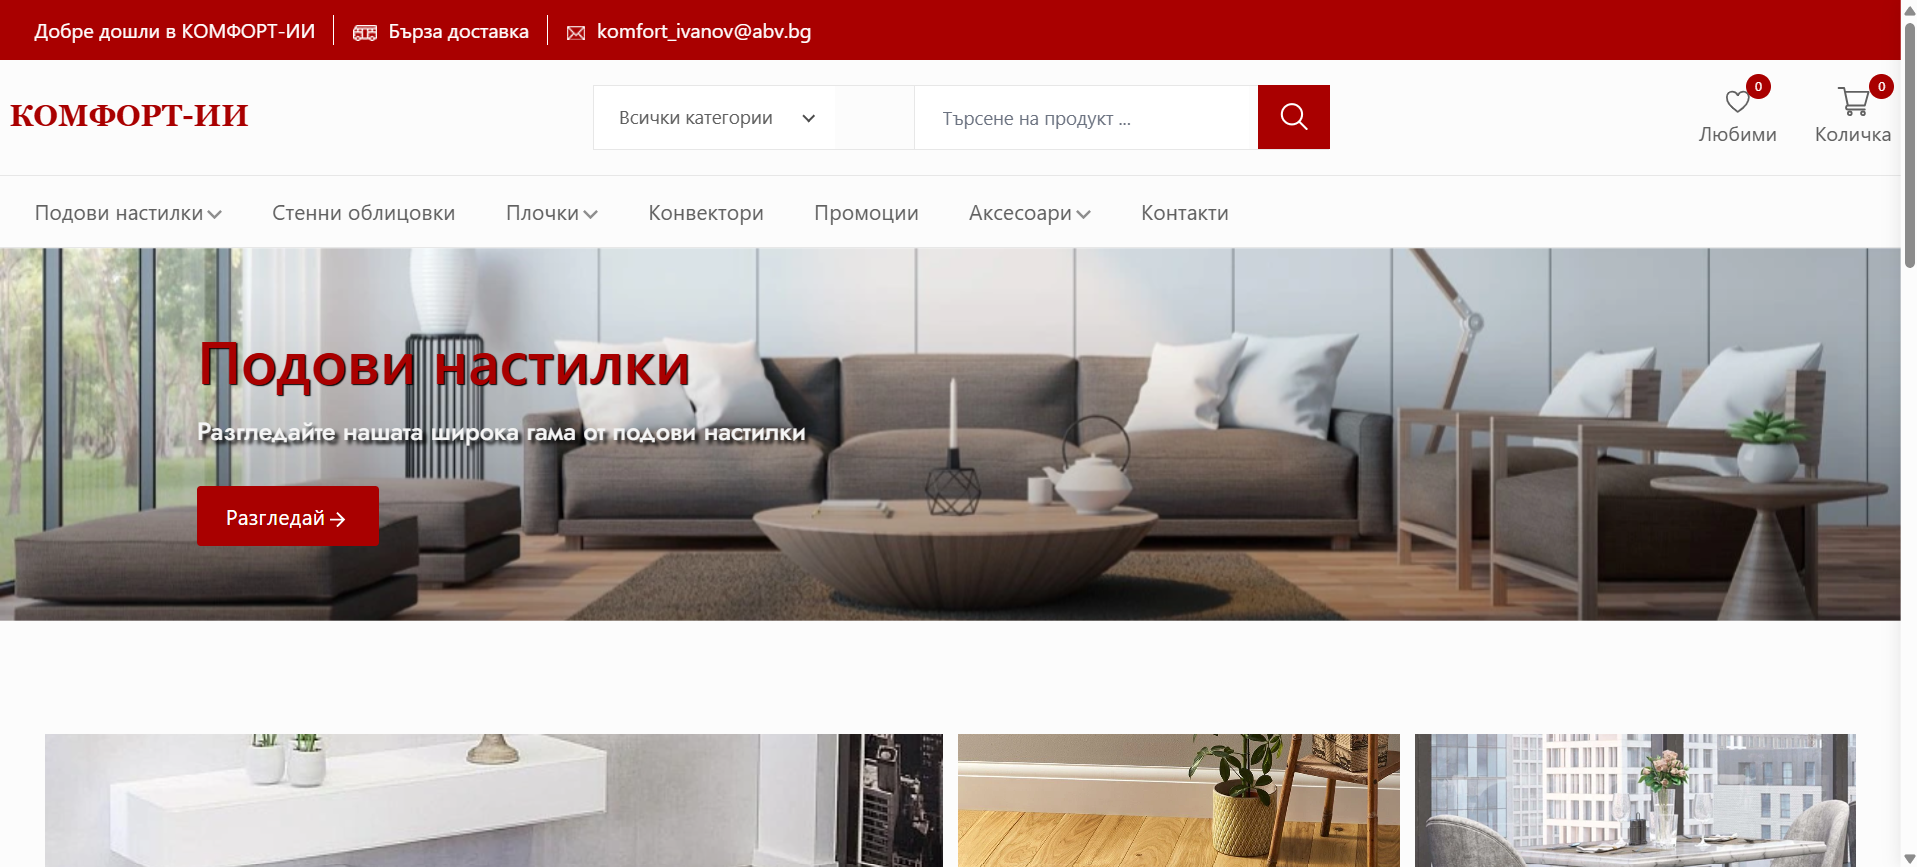 Добре дошли в КОМФОРТ-ИИ
Бърза доставка
komfort_ivanov@abv.bg
КОМФОРТ-ИИ
Всички категории
Търсене на продукт ...
0
Любими
0
Количка
Подови настилки
Стенни облицовки
Плочки
Конвектори
Промоции
Аксесоари
Контакти
Подови настилки
Разгледайте нашата широка гама от подови настилки
Разгледай